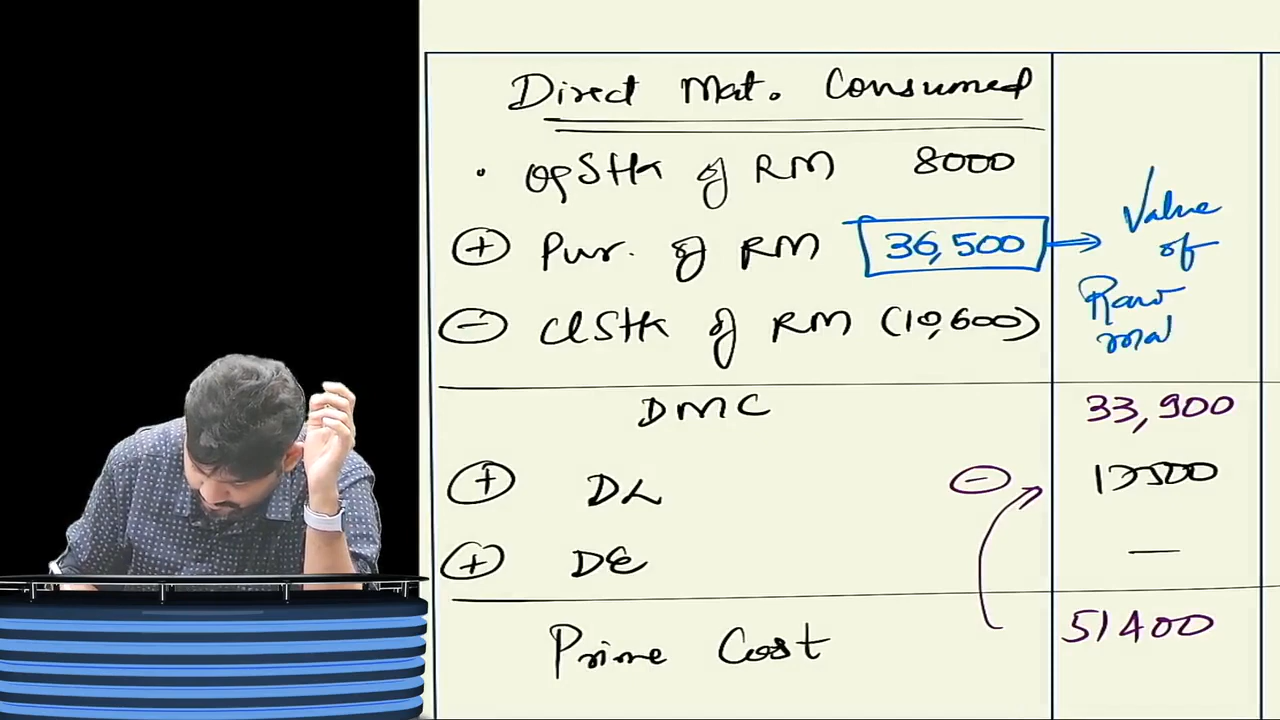 Direct Mat. Consumed
· OpStk of RM 8000
+ Pur. of RM 36,500 → Value of Raw mal
- ClStk of RM (10,600)
DMC 33,900
+ DL - 17500
+ DE —
Prime Cost 51400